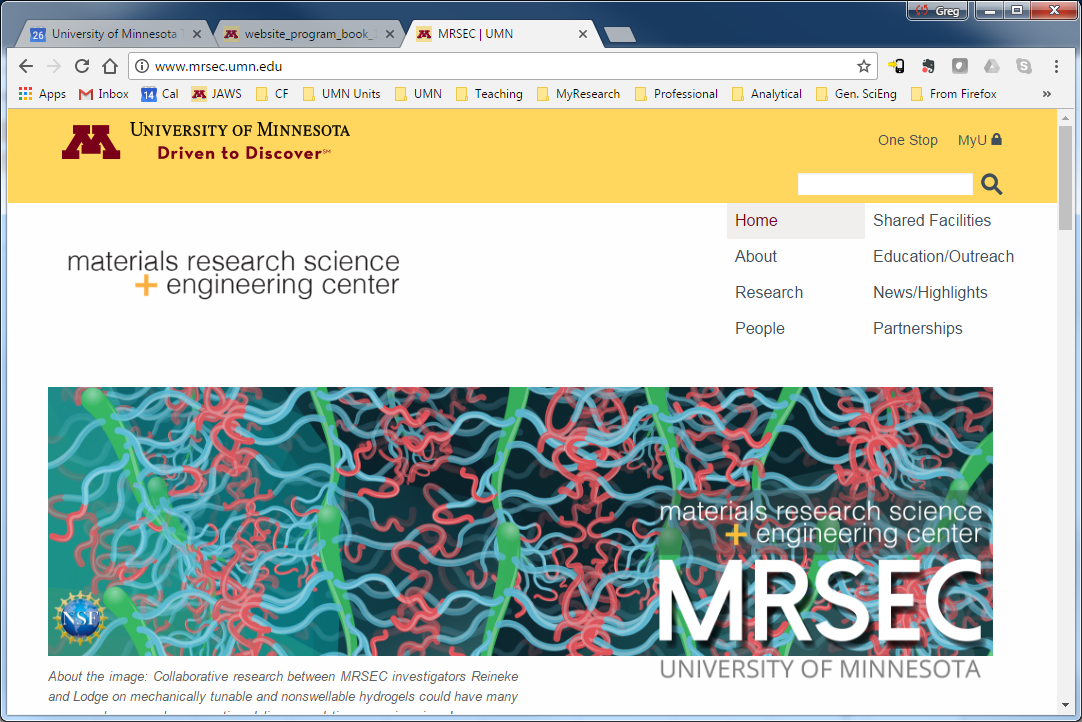 Greg
26 University of Minnesota T
website_program_book_
MRSEC | UMN
www.mrsec.umn.edu
Apps Inbox 14 Cal JAWS CF UMN Units UMN Teaching MyResearch Professional Analytical Gen. SciEng From Firefox »
UNIVERSITY OF MINNESOTA
Driven to Discover℠
One Stop MyU
Home Shared Facilities
About Education/Outreach
Research News/Highlights
People Partnerships
materials research science
+ engineering center
materials research science
+ engineering center
MRSEC
UNIVERSITY OF MINNESOTA
NSF
About the image: Collaborative research between MRSEC investigators Reineke
and Lodge on mechanically tunable and nonswellable hydrogels could have many